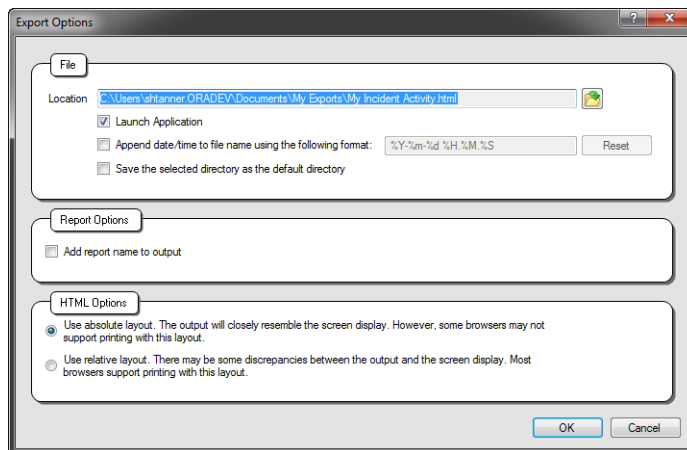 Export Options
File
Location C:\Users\shtanner.ORADEV\Documents\My Exports\My Incident Activity.html
Launch Application
Append date/time to file name using the following format: %Y-%m-%d %H.%M.%S Reset
Save the selected directory as the default directory
Report Options
Add report name to output
HTML Options
Use absolute layout. The output will closely resemble the screen display. However, some browsers may not
support printing with this layout.
Use relative layout. There may be some discrepancies between the output and the screen display. Most
browsers support printing with this layout.
OK Cancel